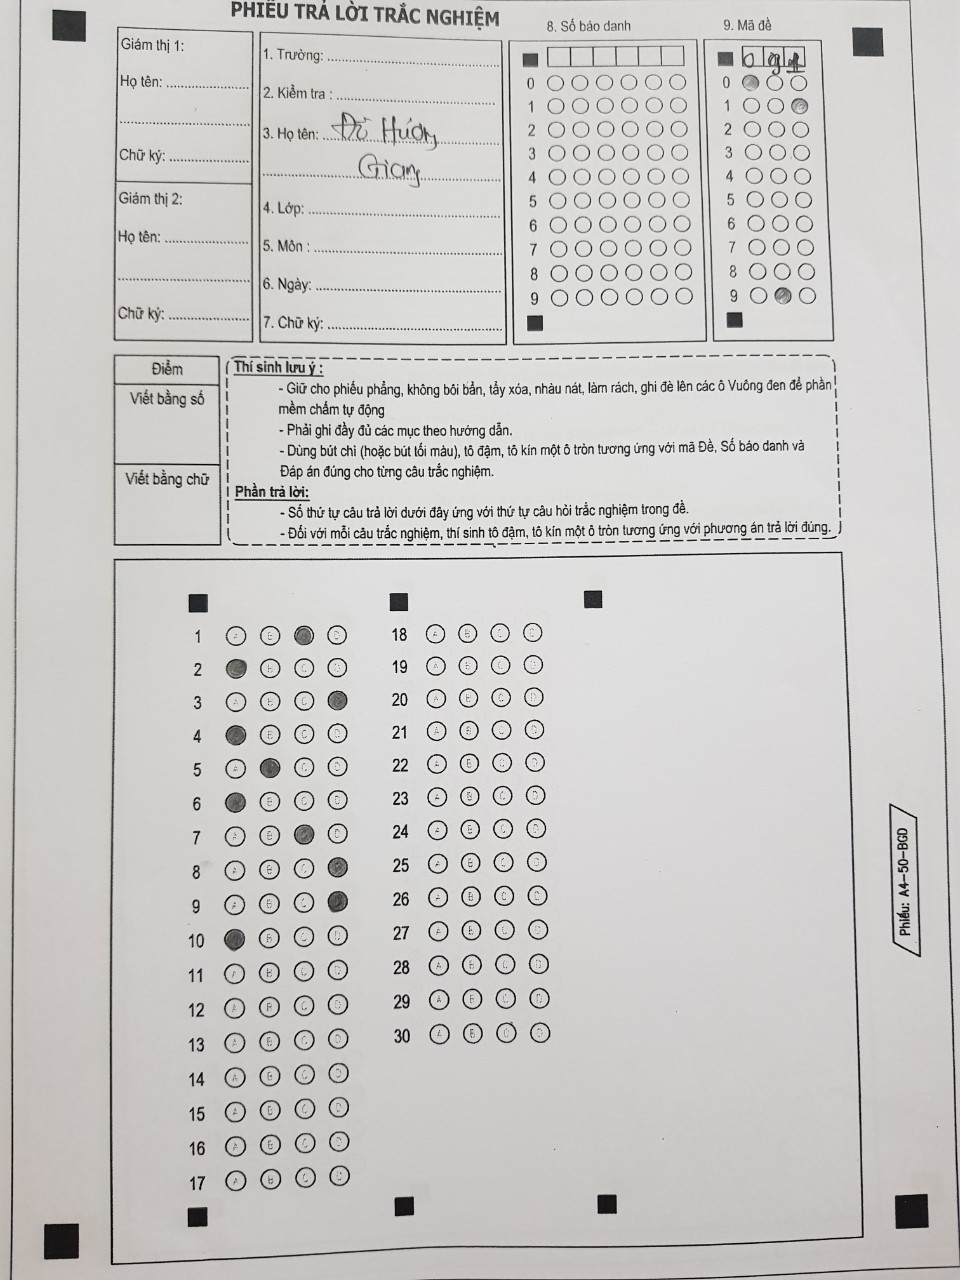 PHIẾU TRẢ LỜI TRẮC NGHIỆM
Giám thị 1:
Họ tên:
Chữ ký:
Giám thị 2:
Họ tên:
Chữ ký:
1. Trường:
2. Kiểm tra :
3. Họ tên: Đỗ Hương
Giang
4. Lớp:
5. Môn :
6. Ngày:
7. Chữ ký:
8. Số báo danh
0
1
2
3
4
5
6
7
8
9
9. Mã đề
0 9 1
0
1
2
3
4
5
6
7
8
9
Điểm
Viết bằng số
Viết bằng chữ
Thí sinh lưu ý :
- Giữ cho phiếu phẳng, không bôi bẩn, tẩy xóa, nhàu nát, làm rách, ghi đè lên các ô Vuông đen để phần
mềm chấm tự động
- Phải ghi đầy đủ các mục theo hướng dẫn.
- Dùng bút chì (hoặc bút tối màu), tô đậm, tô kín một ô tròn tương ứng với mã Đề, Số báo danh và
Đáp án đúng cho từng câu trắc nghiệm.
Phần trả lời:
- Số thứ tự câu trả lời dưới đây ứng với thứ tự câu hỏi trắc nghiệm trong đề.
- Đối với mỗi câu trắc nghiệm, thí sinh tô đậm, tô kín một ô tròn tương ứng với phương án trả lời đúng.
1 A B D
2 B C D
3 A B C
4 B C D
5 A C D
6 B C D
7 A B D
8 A B C
9 A B C
10 B C D
11 A B C D
12 A B C D
13 A B C D
14 A B C D
15 A B C D
16 A B C D
17 A B C D
18 A B C D
19 A B C D
20 A B C D
21 A B C D
22 A B C D
23 A B C D
24 A B C D
25 A B C D
26 A B C D
27 A B C D
28 A B C D
29 A B C D
30 A B C D
Phiếu: A4-50-BGD